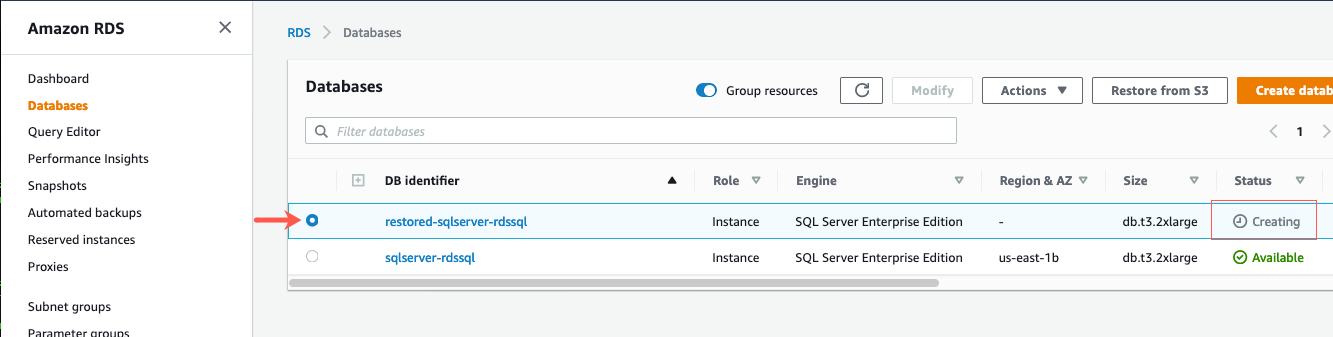 Amazon RDS
Dashboard
Databases
Query Editor
Performance Insights
Snapshots
Automated backups
Reserved instances
Proxies
Subnet groups
Parameter groups
RDS > Databases
Databases
Group resources
Modify
Actions
Restore from S3
Create datab
Filter databases
1
DB identifier Role Engine Region & AZ Size Status
restored-sqlserver-rdssql Instance SQL Server Enterprise Edition - db.t3.2xlarge Creating
sqlserver-rdssql Instance SQL Server Enterprise Edition us-east-1b db.t3.2xlarge Available